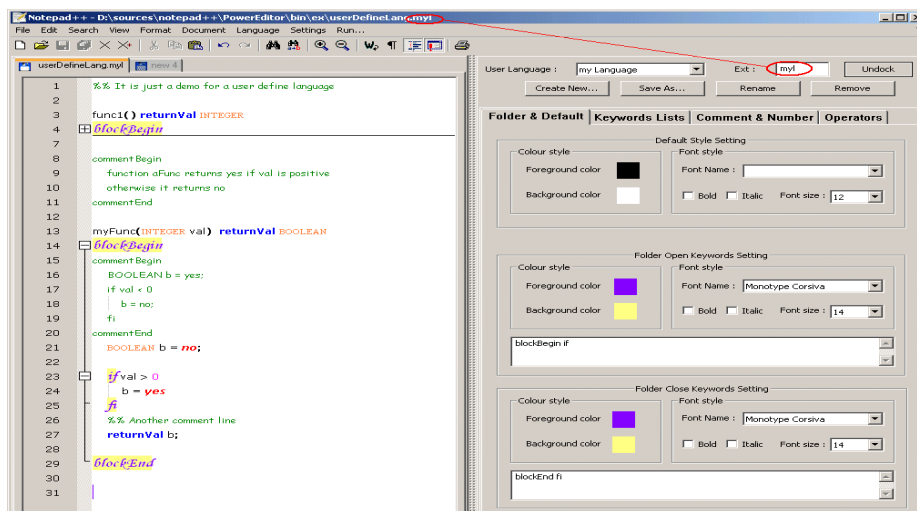 Notepad++ - D:\sources\notepad++\PowerEditor\bin\ex\userDefineLang.myl
File Edit Search View Format Document Language Settings Run...
userDefineLang.myl new 4
1 %% It is just a demo for a user define language
2
3 func1() returnVal INTEGER
4 blockBegin
7
8 commentBegin
9 function aFunc returns yes if val is positive
10 otherwise it returns no
11 commentEnd
12
13 myFunc(INTEGER val) returnVal BOOLEAN
14 blockBegin
15 commentBegin
16 BOOLEAN b = yes;
17 if val < 0
18 b = no;
19 fi
20 commentEnd
21 BOOLEAN b = no;
22
23 if val > 0
24 b = yes
25 fi
26 %% Another comment line
27 returnVal b;
28
29 blockEnd
30
31
User Language : my Language Ext : myl Undock
Create New... Save As... Rename Remove
Folder & Default Keywords Lists Comment & Number Operators
Default Style Setting
Colour style Font style
Foreground color Font Name :
Background color Bold Italic Font size : 12
Folder Open Keywords Setting
Colour style Font style
Foreground color Font Name : Monotype Corsiva
Background color Bold Italic Font size : 14
blockBegin if
Folder Close Keywords Setting
Colour style Font style
Foreground color Font Name : Monotype Corsiva
Background color Bold Italic Font size : 14
blockEnd fi